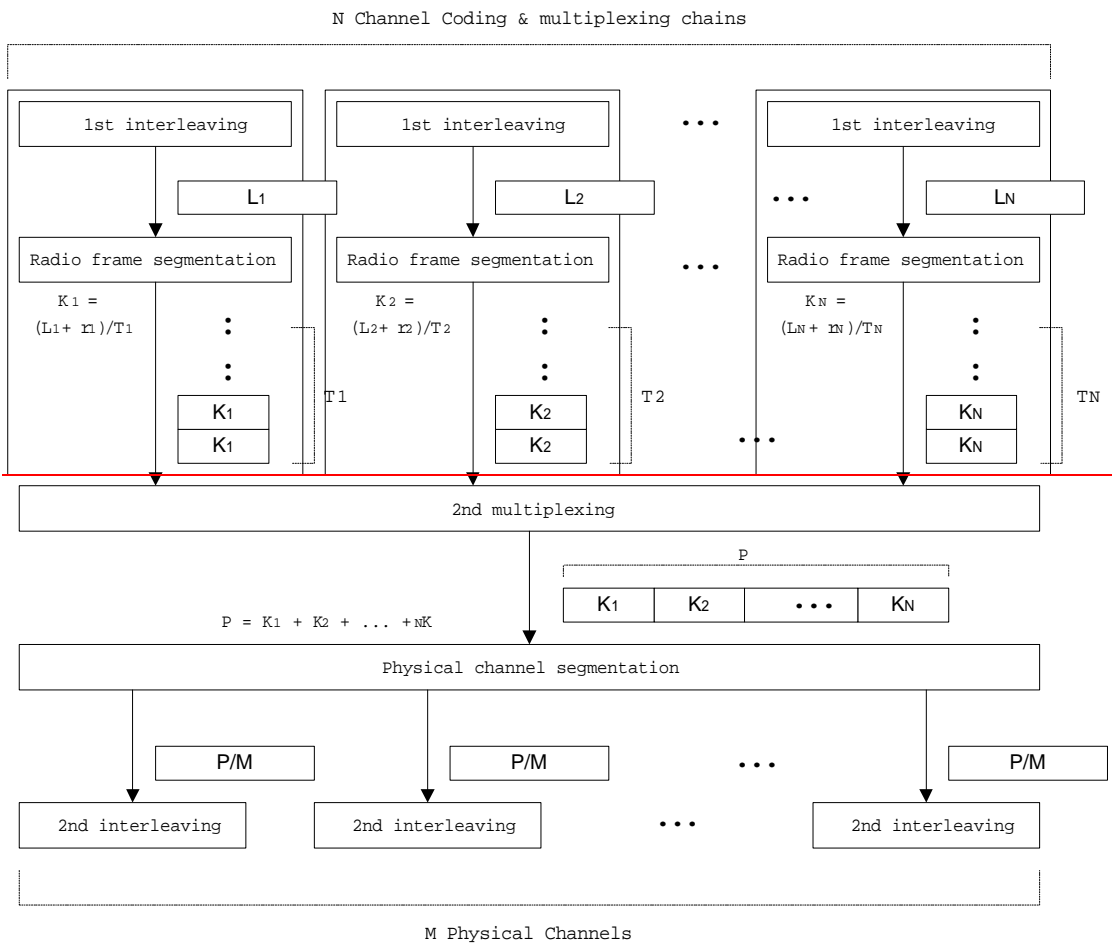 N Channel Coding & multiplexing chains
1st interleaving 1st interleaving ... 1st interleaving
L1 L2 ... LN
Radio frame segmentation Radio frame segmentation ... Radio frame segmentation
K1 = K2 = KN =
(L1+ r1)/T1 (L2+ r2)/T2 (LN+ rN)/TN
T1 T2 TN
K1 K2 KN
K1 K2 ... KN
2nd multiplexing
P
K1 K2 ... KN
P = K1 + K2 + ... +NK
Physical channel segmentation
P/M P/M ... P/M
2nd interleaving 2nd interleaving ... 2nd interleaving
M Physical Channels